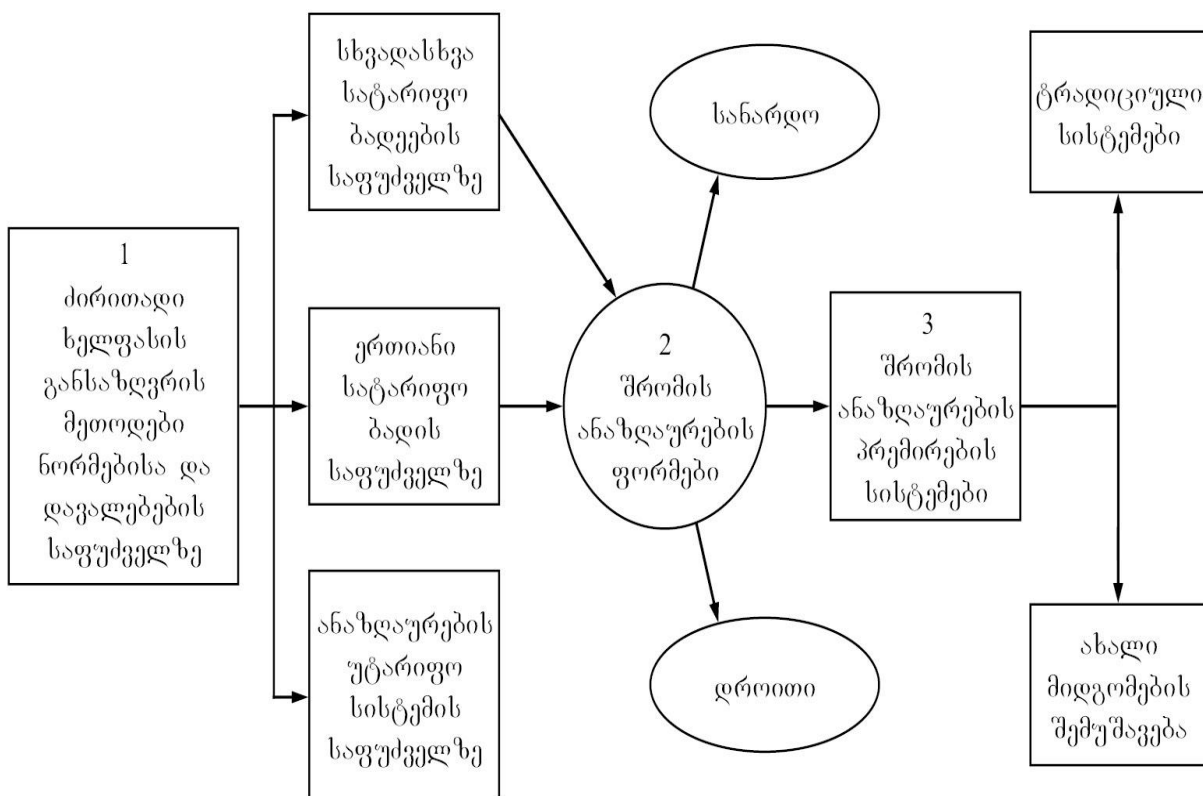 1
ძირითადი
ხელფასის
განსაზღვრის
მეთოდები
ნორმებისა და
დავალებების
საფუძველზე
სხვადასხვა
სატარიფო
ბადეების
საფუძველზე
ერთიანი
სატარიფო
ბადის
საფუძველზე
ანაზღაურების
უტარიფო
სისტემის
საფუძველზე
სანარდო
2
შრომის
ანაზღაურების
ფორმები
დროითი
3
შრომის
ანაზღაურების
პრემირების
სისტემები
ტრადიციული
სისტემები
ახალი
მიდგომების
შემუშავება